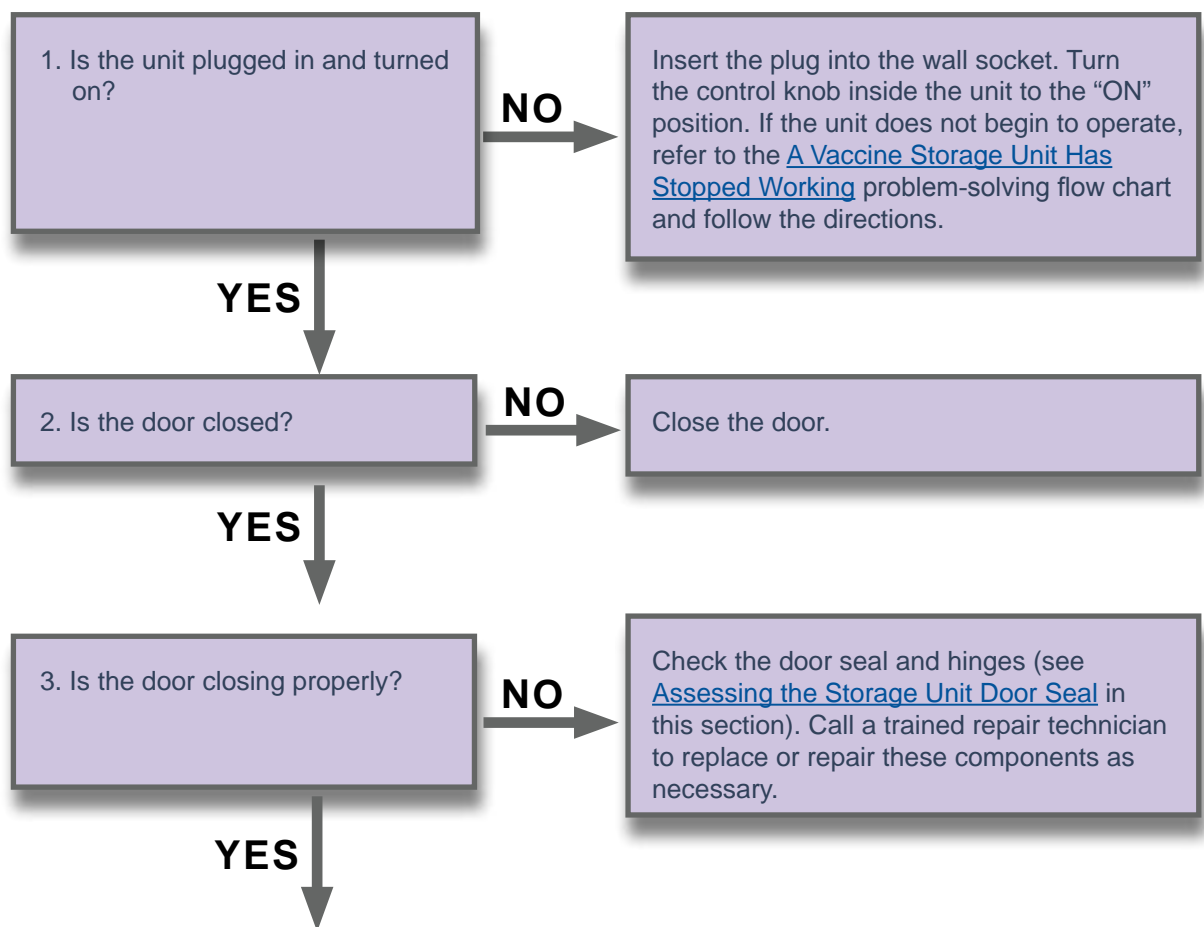 1. Is the unit plugged in and turned
on?
NO
Insert the plug into the wall socket. Turn
the control knob inside the unit to the “ON”
position. If the unit does not begin to operate,
refer to the A Vaccine Storage Unit Has
Stopped Working problem-solving flow chart
and follow the directions.
YES
2. Is the door closed?
NO
Close the door.
YES
3. Is the door closing properly?
NO
Check the door seal and hinges (see
Assessing the Storage Unit Door Seal in
this section). Call a trained repair technician
to replace or repair these components as
necessary.
YES